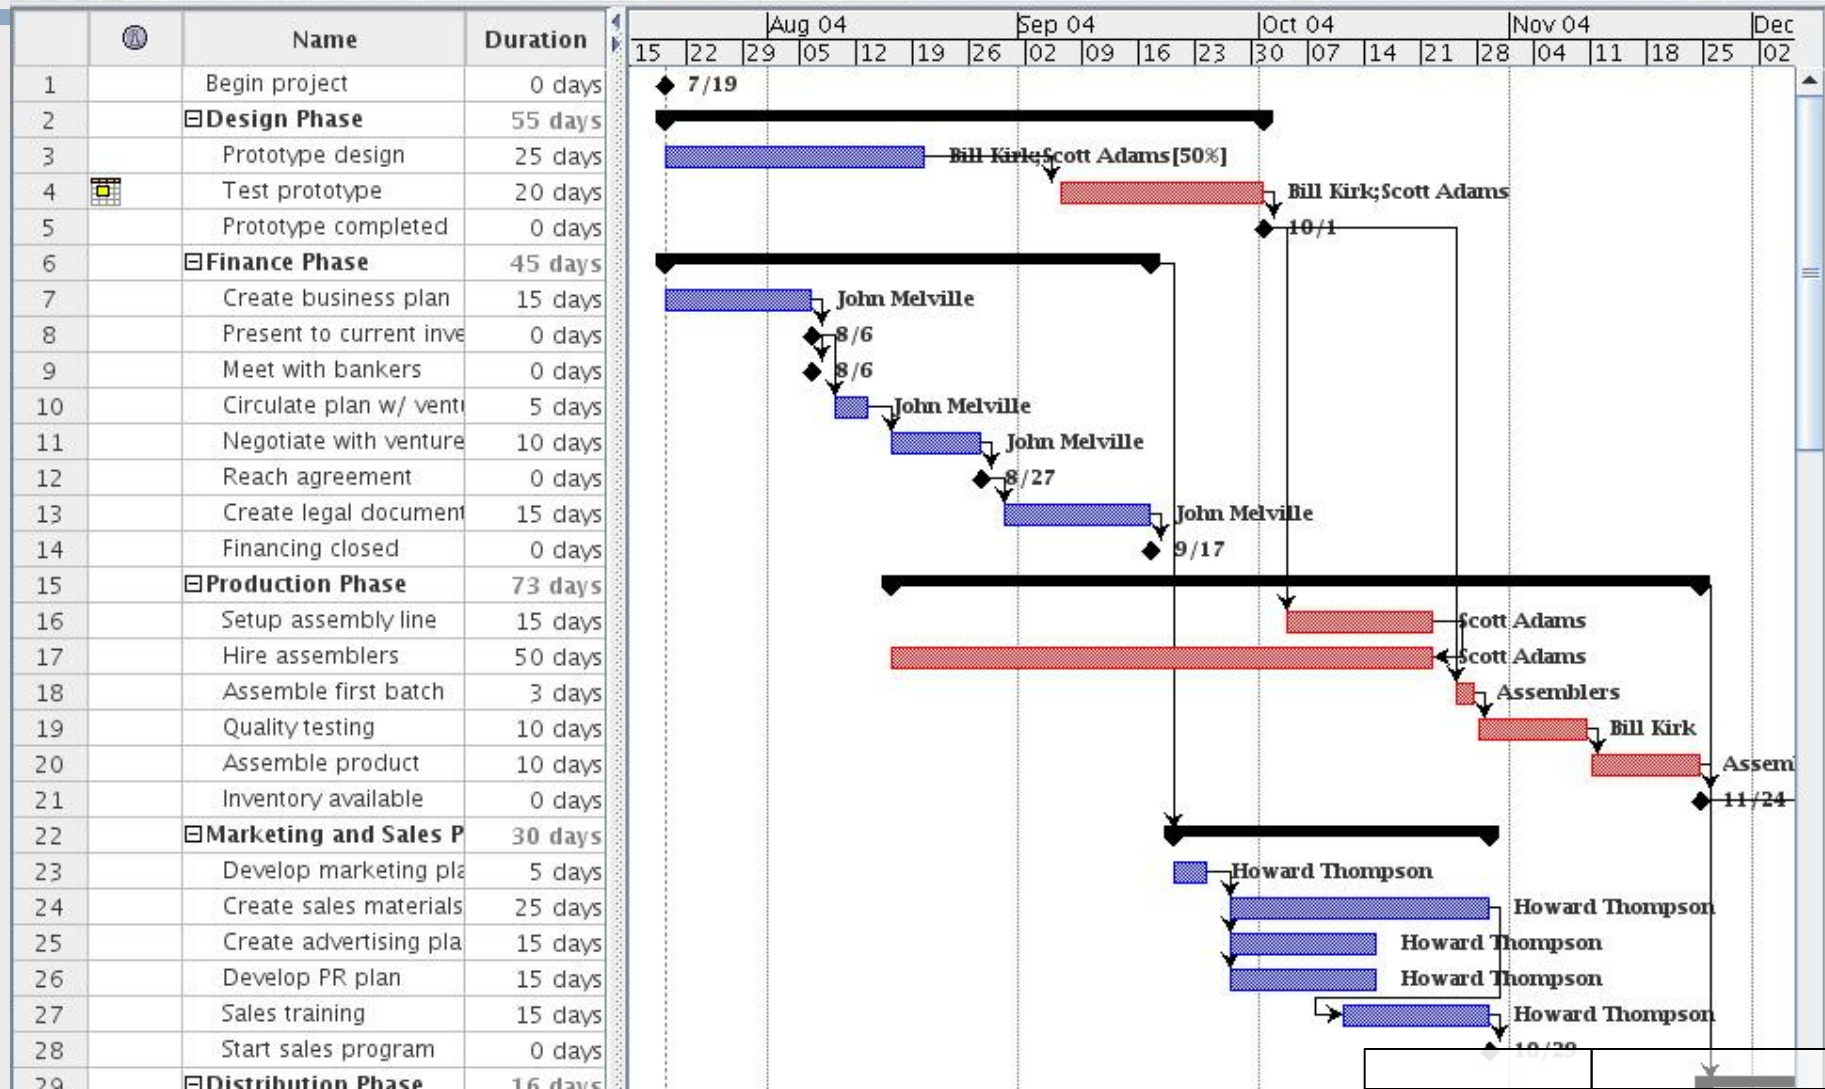 Name Duration
Aug 04 Sep 04 Oct 04 Nov 04 Dec
15 22 29 05 12 19 26 02 09 16 23 30 07 14 21 28 04 11 18 25 02
1 Begin project 0 days 7/19
2 Design Phase 55 days
3 Prototype design 25 days Bill Kirk;Scott Adams[50%]
4 Test prototype 20 days Bill Kirk;Scott Adams
5 Prototype completed 0 days 10/1
6 Finance Phase 45 days
7 Create business plan 15 days John Melville
8 Present to current inve 0 days 8/6
9 Meet with bankers 0 days 8/6
10 Circulate plan w/ vent 5 days John Melville
11 Negotiate with venture 10 days John Melville
12 Reach agreement 0 days 8/27
13 Create legal document 15 days John Melville
14 Financing closed 0 days 9/17
15 Production Phase 73 days
16 Setup assembly line 15 days Scott Adams
17 Hire assemblers 50 days Scott Adams
18 Assemble first batch 3 days Assemblers
19 Quality testing 10 days Bill Kirk
20 Assemble product 10 days Assem
21 Inventory available 0 days 11/24
22 Marketing and Sales P 30 days
23 Develop marketing pla 5 days Howard Thompson
24 Create sales materials 25 days Howard Thompson
25 Create advertising pla 15 days Howard Thompson
26 Develop PR plan 15 days Howard Thompson
27 Sales training 15 days Howard Thompson
28 Start sales program 0 days 10/29
29 Distribution Phase 16 days